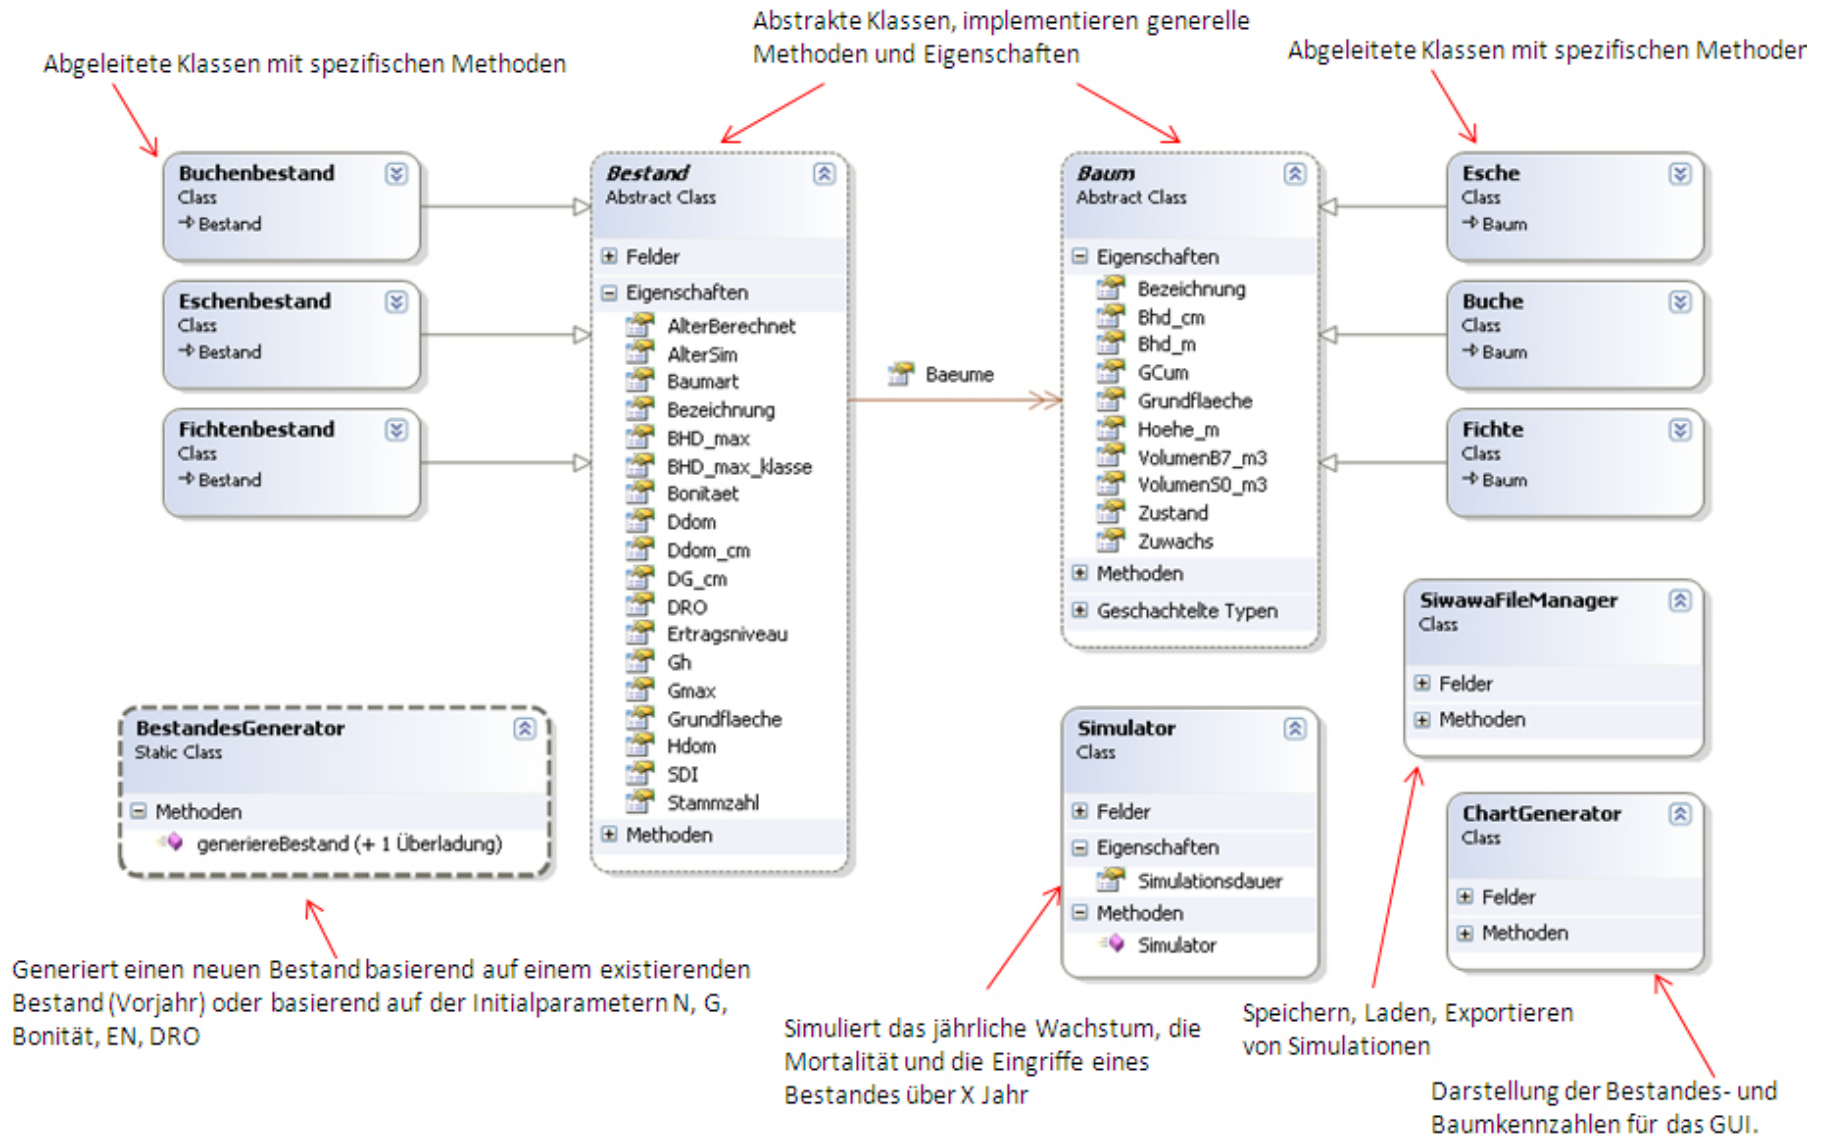 Abgeleitete Klassen mit spezifischen Methoden
Abstrakte Klassen, implementieren generelle
Methoden und Eigenschaften
Abgeleitete Klassen mit spezifischen Methoden
Buchenbestand
Class
Bestand
Eschenbestand
Class
Bestand
Fichtenbestand
Class
Bestand
Bestand
Abstract Class
Felder
Eigenschaften
AlterBerechnet
AlterSim
Baumart
Bezeichnung
BHD_max
BHD_max_klasse
Bonitaet
Ddom
Ddom_cm
DG_cm
DRO
Ertragsniveau
Gh
Gmax
Grundflaeche
Hdom
SDI
Stammzahl
Methoden
Baeume
Baum
Abstract Class
Eigenschaften
Bezeichnung
Bhd_cm
Bhd_m
GCum
Grundflaeche
Hoehe_m
VolumenB7_m3
VolumenS0_m3
Zustand
Zuwachs
Methoden
Geschachtelte Typen
Esche
Class
Baum
Buche
Class
Baum
Fichte
Class
Baum
BestandesGenerator
Static Class
Methoden
generiereBestand (+ 1 Überladung)
Generiert einen neuen Bestand basierend auf einem existierenden
Bestand (Vorjahr) oder basierend auf der Initialparametern N, G,
Bonität, EN, DRO
Simulator
Class
Felder
Eigenschaften
Simulationsdauer
Methoden
Simulator
Simuliert das jährliche Wachstum, die
Mortalität und die Eingriffe eines
Bestandes über X Jahr
SiwawaFileManager
Class
Felder
Methoden
Speichern, Laden, Exportieren
von Simulationen
ChartGenerator
Class
Felder
Methoden
Darstellung der Bestandes- und
Baumkennzahlen für das GUI.